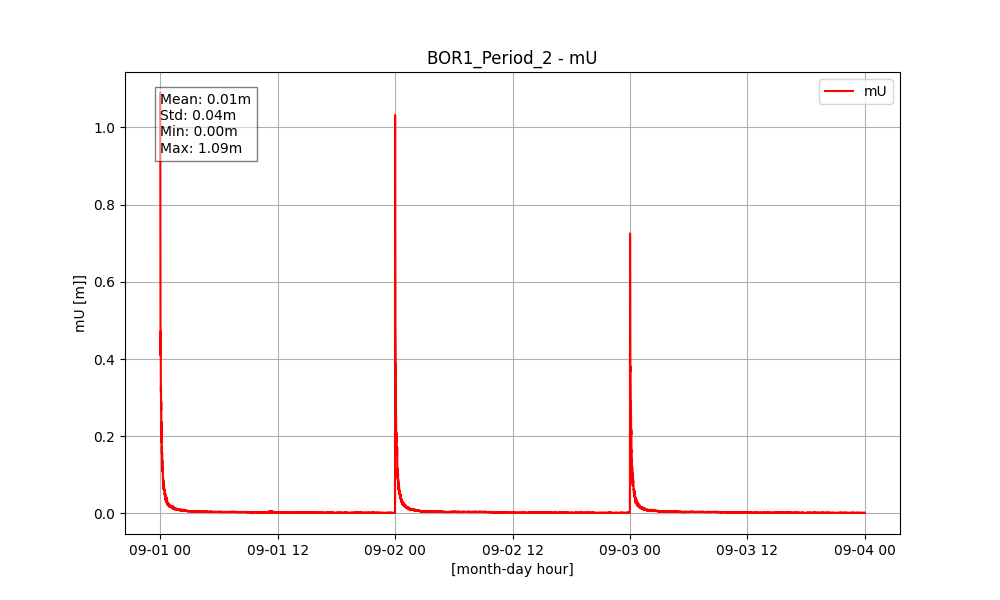 BOR1_Period_2 - mU
mU
Mean: 0.01m
Std: 0.04m
Min: 0.00m
Max: 1.09m
1.0
0.8
0.6
0.4
0.2
0.0
mU [m]]
09-01 00 09-01 12 09-02 00 09-02 12 09-03 00 09-03 12 09-04 00
[month-day hour]